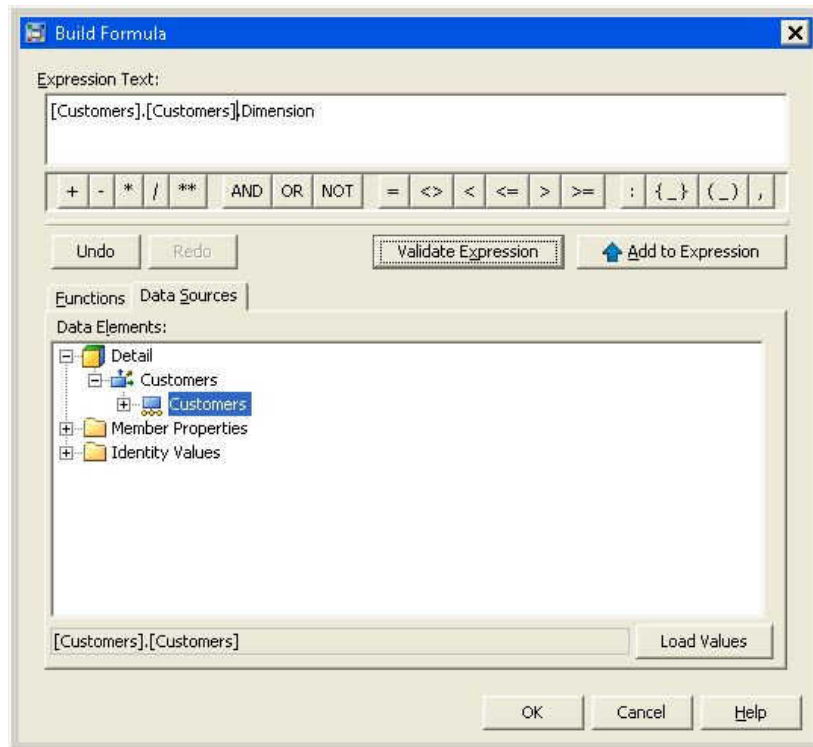 Build Formula
Expression Text:
[Customers].[Customers].Dimension
+ - * / ** AND OR NOT = <> < <= > >= : {_} (_) ,
Undo Redo Validate Expression Add to Expression
Functions Data Sources
Data Elements:
Detail
Customers
Customers
Member Properties
Identity Values
[Customers].[Customers] Load Values
OK Cancel Help